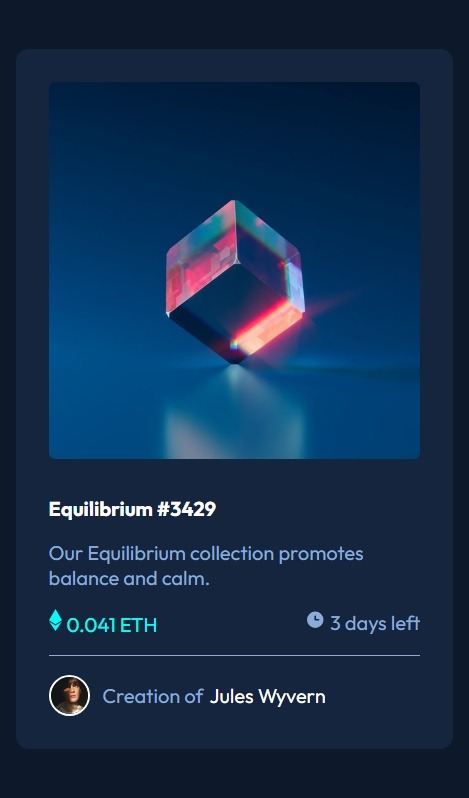 Equilibrium #3429
Our Equilibrium collection promotes
balance and calm.
0.041 ETH 3 days left
Creation of Jules Wyvern